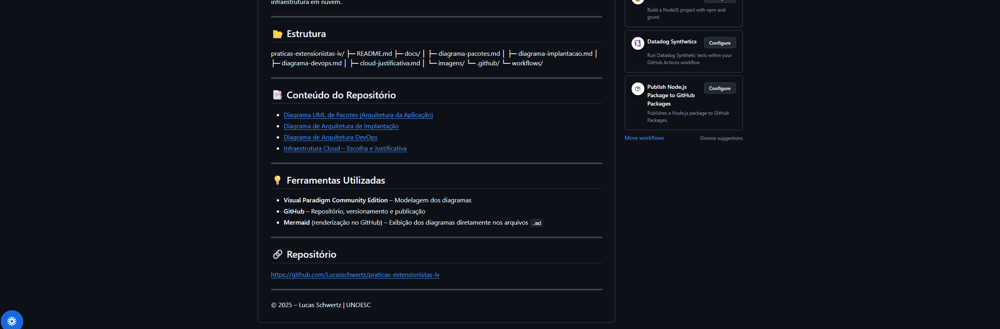 infraestrutura em nuvem.
Estrutura
praticas-extensionistas-iv/ ├─ README.md ├─ docs/ │ ├─ diagrama-pacotes.md │ ├─ diagrama-implantacao.md │
├─ diagrama-devops.md │ ├─ cloud-justificativa.md │ └─ imagens/ └─ .github/ └─ workflows/
Conteúdo do Repositório
Diagrama UML de Pacotes (Arquitetura da Aplicação)
Diagrama de Arquitetura de Implantação
Diagrama de Arquitetura DevOps
Infraestrutura Cloud – Escolha e Justificativa
Ferramentas Utilizadas
Visual Paradigm Community Edition – Modelagem dos diagramas
GitHub – Repositório, versionamento e publicação
Mermaid (renderização no GitHub) – Exibição dos diagramas diretamente nos arquivos .md
Repositório
https://github.com/Lucasschwertz/praticas-extensionistas-iv
© 2025 – Lucas Schwertz | UNOESC
Build a NodeJS project with npm and
grunt.
Datadog Synthetics
Configure
Run Datadog Synthetic tests within your
GitHub Actions workflow
Publish Node.js
Package to GitHub
Packages
Configure
Publishes a Node.js package to GitHub
Packages.
More workflows
Dismiss suggestions